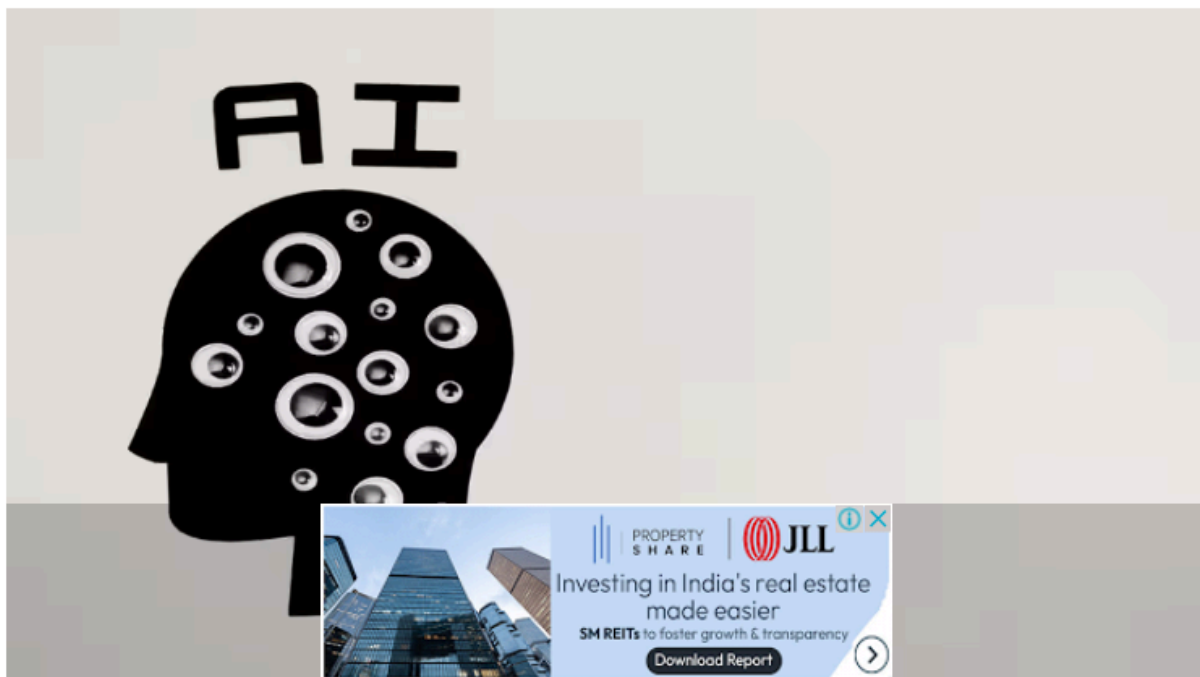 AI
PROPERTY
SHARE
JLL
Investing in India's real estate
made easier
SM REITs to foster growth & transparency
Download Report